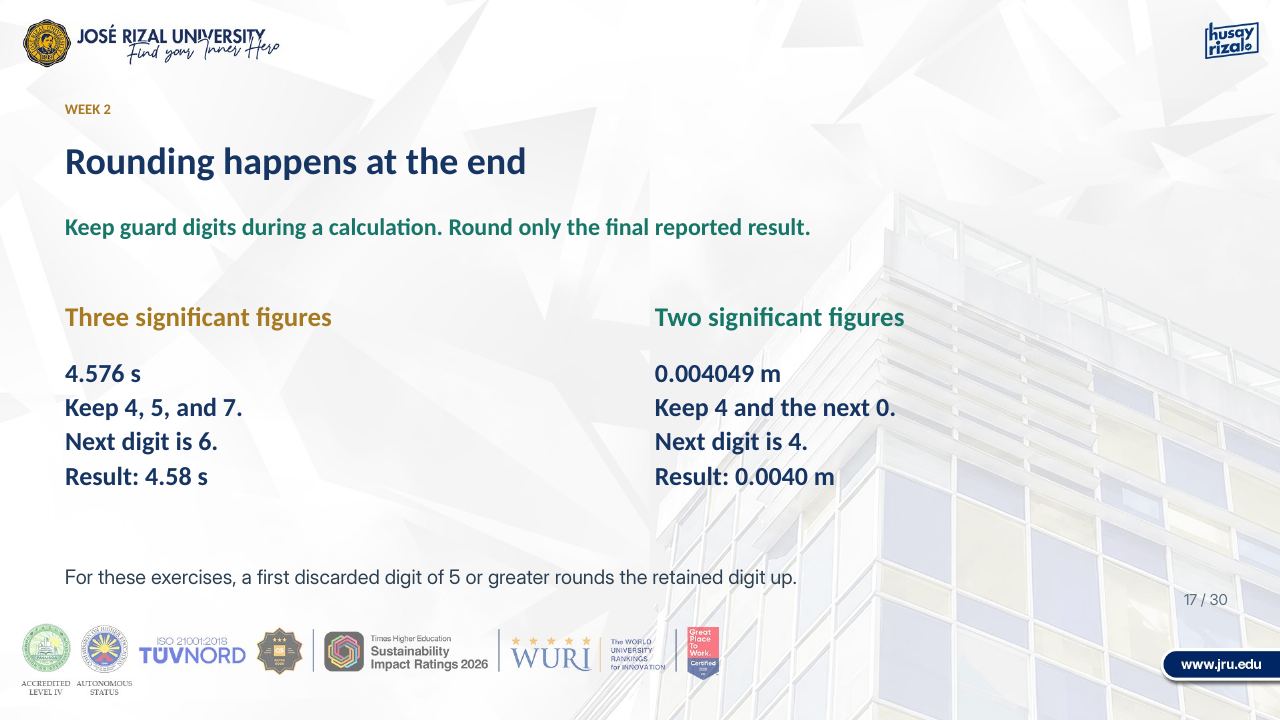 JOSÉ RIZAL UNIVERSITY
Find your Inner Hero
husay
rizal
WEEK 2
Rounding happens at the end
Keep guard digits during a calculation. Round only the final reported result.
Three significant figures
4.576 s
Keep 4, 5, and 7.
Next digit is 6.
Result: 4.58 s
Two significant figures
0.004049 m
Keep 4 and the next 0.
Next digit is 4.
Result: 0.0040 m
For these exercises, a first discarded digit of 5 or greater rounds the retained digit up.
17 / 30
ACCREDITED
LEVEL IV
AUTONOMOUS
STATUS
ISO 21001:2018
TÜVNORD
Times Higher Education
Sustainability
Impact Ratings 2026
WURI
The WORLD
UNIVERSITY
RANKINGS
for INNOVATION
Great
Place
To
Work.
Certified
www.jru.edu